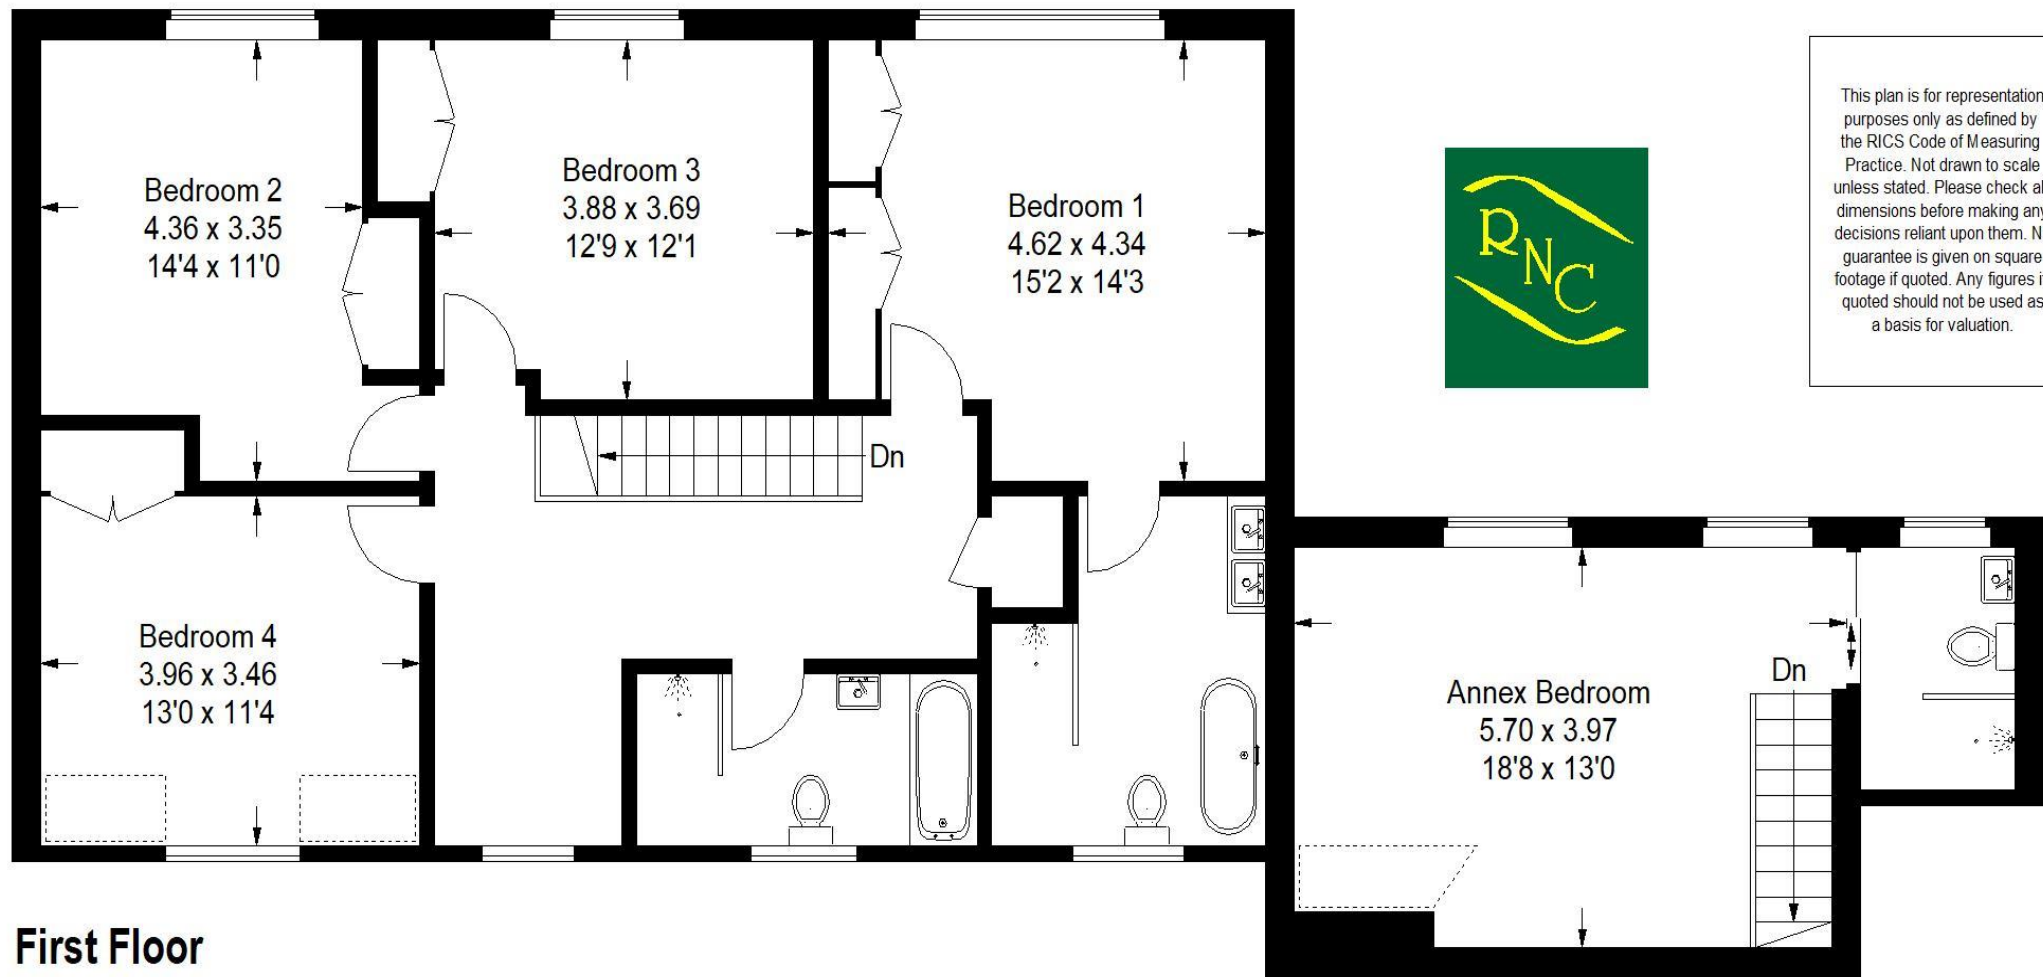 Bedroom 2
4.36 x 3.35
14'4 x 11'0
Bedroom 3
3.88 x 3.69
12'9 x 12'1
Bedroom 1
4.62 x 4.34
15'2 x 14'3
RNC
This plan is for representation
purposes only as defined by
the RICS Code of Measuring
Practice. Not drawn to scale
unless stated. Please check al
dimensions before making any
decisions reliant upon them. N
guarantee is given on square
footage if quoted. Any figures i
quoted should not be used as
a basis for valuation.
Dn
Bedroom 4
3.96 x 3.46
13'0 x 11'4
Annex Bedroom
5.70 x 3.97
18'8 x 13'0
Dn
First Floor